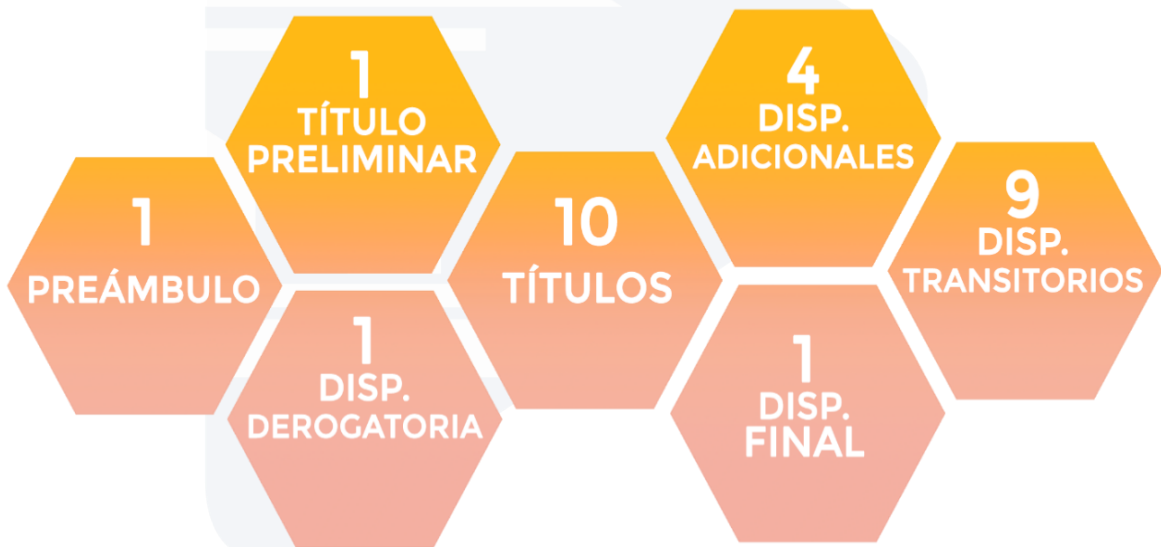 1
PREÁMBULO
1
TÍTULO
PRELIMINAR
1
DISP.
DEROGATORIA
10
TÍTULOS
4
DISP.
ADICIONALES
1
DISP.
FINAL
9
DISP.
TRANSITORIOS